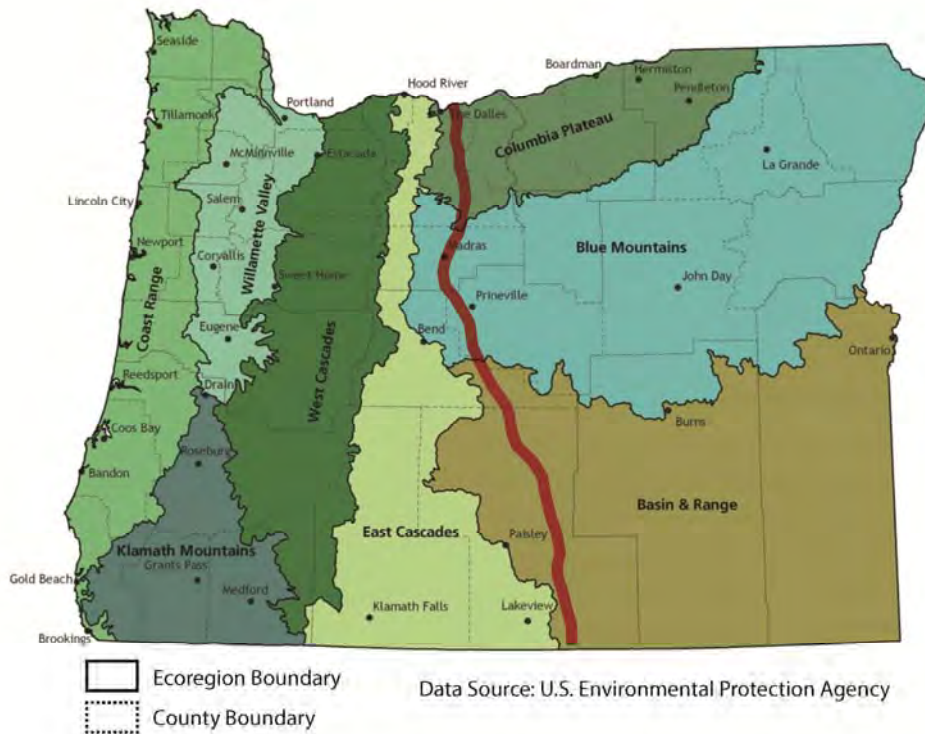 Seaside
Hood River
Boardman
Hermiston
Pendleton
Portland
The Dalles
Tillamook
Columbia Plateau
McMinnville
Estacada
La Grande
Lincoln City
Salem
Willamette Valley
Newport
Madras
Blue Mountains
Corvallis
Sweet Home
John Day
Coast Range
Prineville
Eugene
Bend
Ontario
West Cascades
Reedsport
Drain
Burns
Coos Bay
Roseburg
Bandon
Basin & Range
East Cascades
Paisley
Klamath Mountains
Grants Pass
Gold Beach
Medford
Klamath Falls
Lakeview
Brookings
Ecoregion Boundary
Data Source: U.S. Environmental Protection Agency
County Boundary